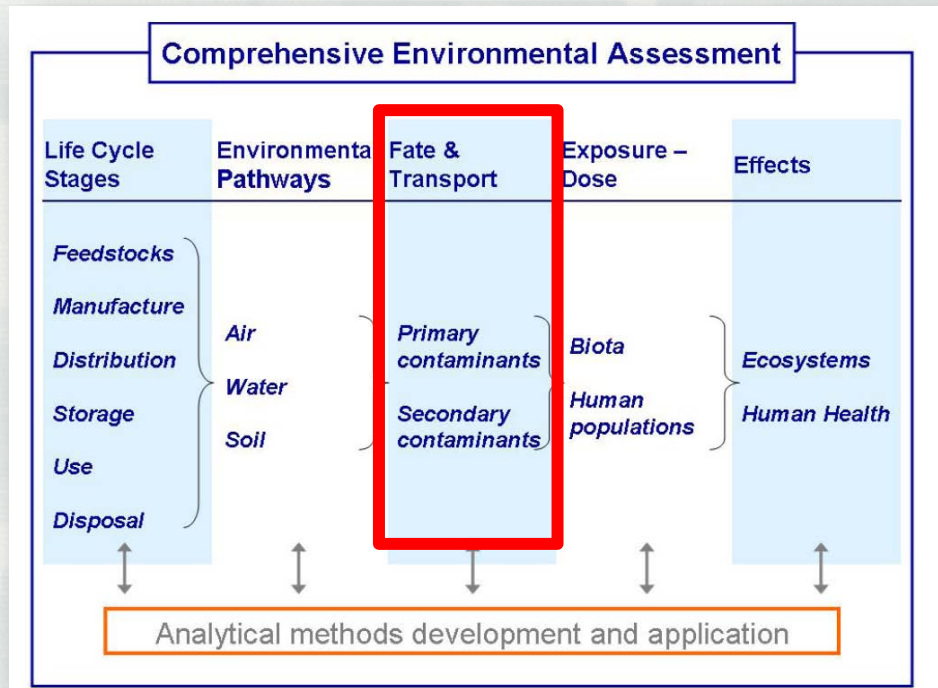 Comprehensive Environmental Assessment
Life Cycle
Stages
Environmenta
Pathways
Fate &
Transport
Exposure –
Dose
Effects
Feedstocks
Manufacture
Distribution
Storage
Use
Disposal
Air
Water
Soil
Primary
contaminants
Secondary
contaminants
Biota
Human
populations
Ecosystems
Human Health
Analytical methods development and application